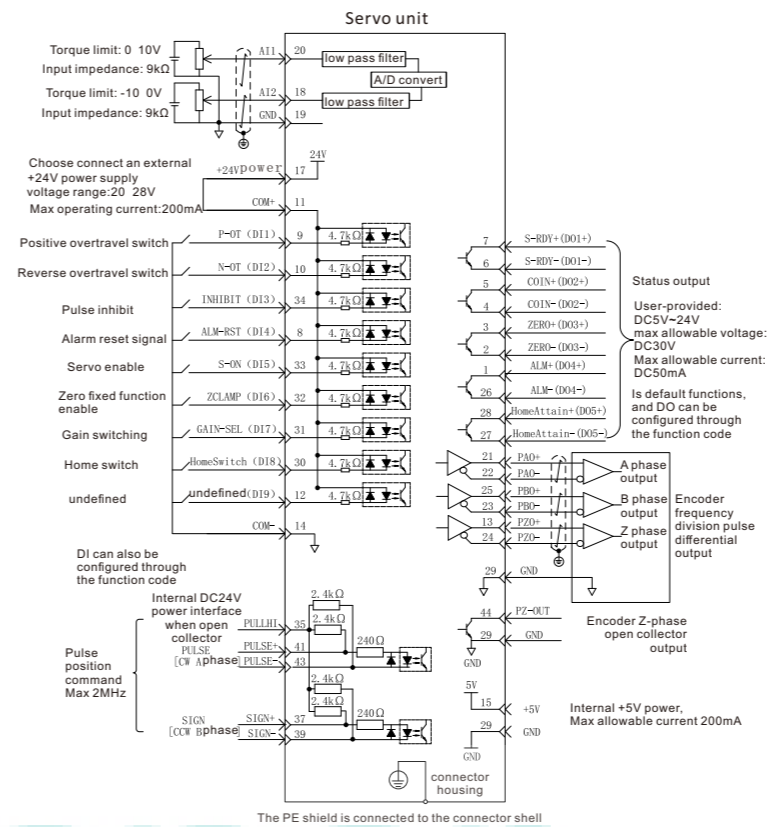 Servo unit
Torque limit: 0 10V
Input impedance: 9kΩ
AI1
20
low pass filter
A/D convert
Torque limit: -10 0V
Input impedance: 9kΩ
AI2
18
low pass filter
GND
19
Choose connect an external
+24V power supply
voltage range:20 28V
Max operating current:200mA
+24Vpower
17
24V
COM+
11
Positive overtravel switch
P-OT (DI1)
9
4.7kΩ
Reverse overtravel switch
N-OT (DI2)
10
4.7kΩ
Pulse inhibit
INHIBIT (DI3)
34
4.7kΩ
Alarm reset signal
ALM-RST (DI4)
8
4.7kΩ
Servo enable
S-ON (DI5)
33
4.7kΩ
Zero fixed function
enable
ZCLAMP (DI6)
32
4.7kΩ
Gain switching
GAIN-SEL (DI7)
31
4.7kΩ
Home switch
HomeSwitch (DI8)
30
4.7kΩ
undefined
undefined(DI9)
12
4.7kΩ
COM-
14
DI can also be
configured through
the function code
7
S-RDY+(DO1+)
6
S-RDY-(DO1-)
5
COIN+(DO2+)
4
COIN-(DO2-)
3
ZERO+(DO3+)
2
ZERO-(DO3-)
1
ALM+(DO4+)
26
ALM-(DO4-)
28
HomeAttain+(DO5+)
27
HomeAttain-(DO5-)
Status output
User-provided:
DC5V~24V
max allowable voltage:
DC30V
Max allowable current:
DC50mA
Is default functions,
and DO can be
configured through
the function code
21
PAO+
22
PAO-
A phase
output
25
PBO+
23
PBO-
B phase
output
13
PZO+
24
PZO-
Z phase
output
Encoder
frequency
division pulse
differential
output
29
GND
44
PZ-OUT
29
GND
GND
Encoder Z-phase
open collector
output
5V
15
+5V
29
GND
GND
Internal +5V power,
Max allowable current 200mA
Internal DC24V
power interface
when open
collector
PULLHI
35
2.4kΩ
2.4kΩ
Pulse
position
command
Max 2MHz
PULSE
[CW Aphase]
PULSE+
41
240Ω
PULSE-
43
2.4kΩ
2.4kΩ
SIGN
[CCW Bphase]
SIGN+
37
240Ω
SIGN-
39
connector
housing
The PE shield is connected to the connector shell